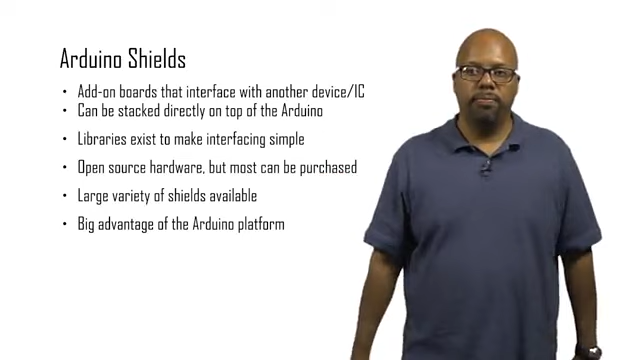 Arduino Shields
• Add-on boards that interface with another device/IC
• Can be stacked directly on top of the Arduino
• Libraries exist to make interfacing simple
• Open source hardware, but most can be purchased
• Large variety of shields available
• Big advantage of the Arduino platform